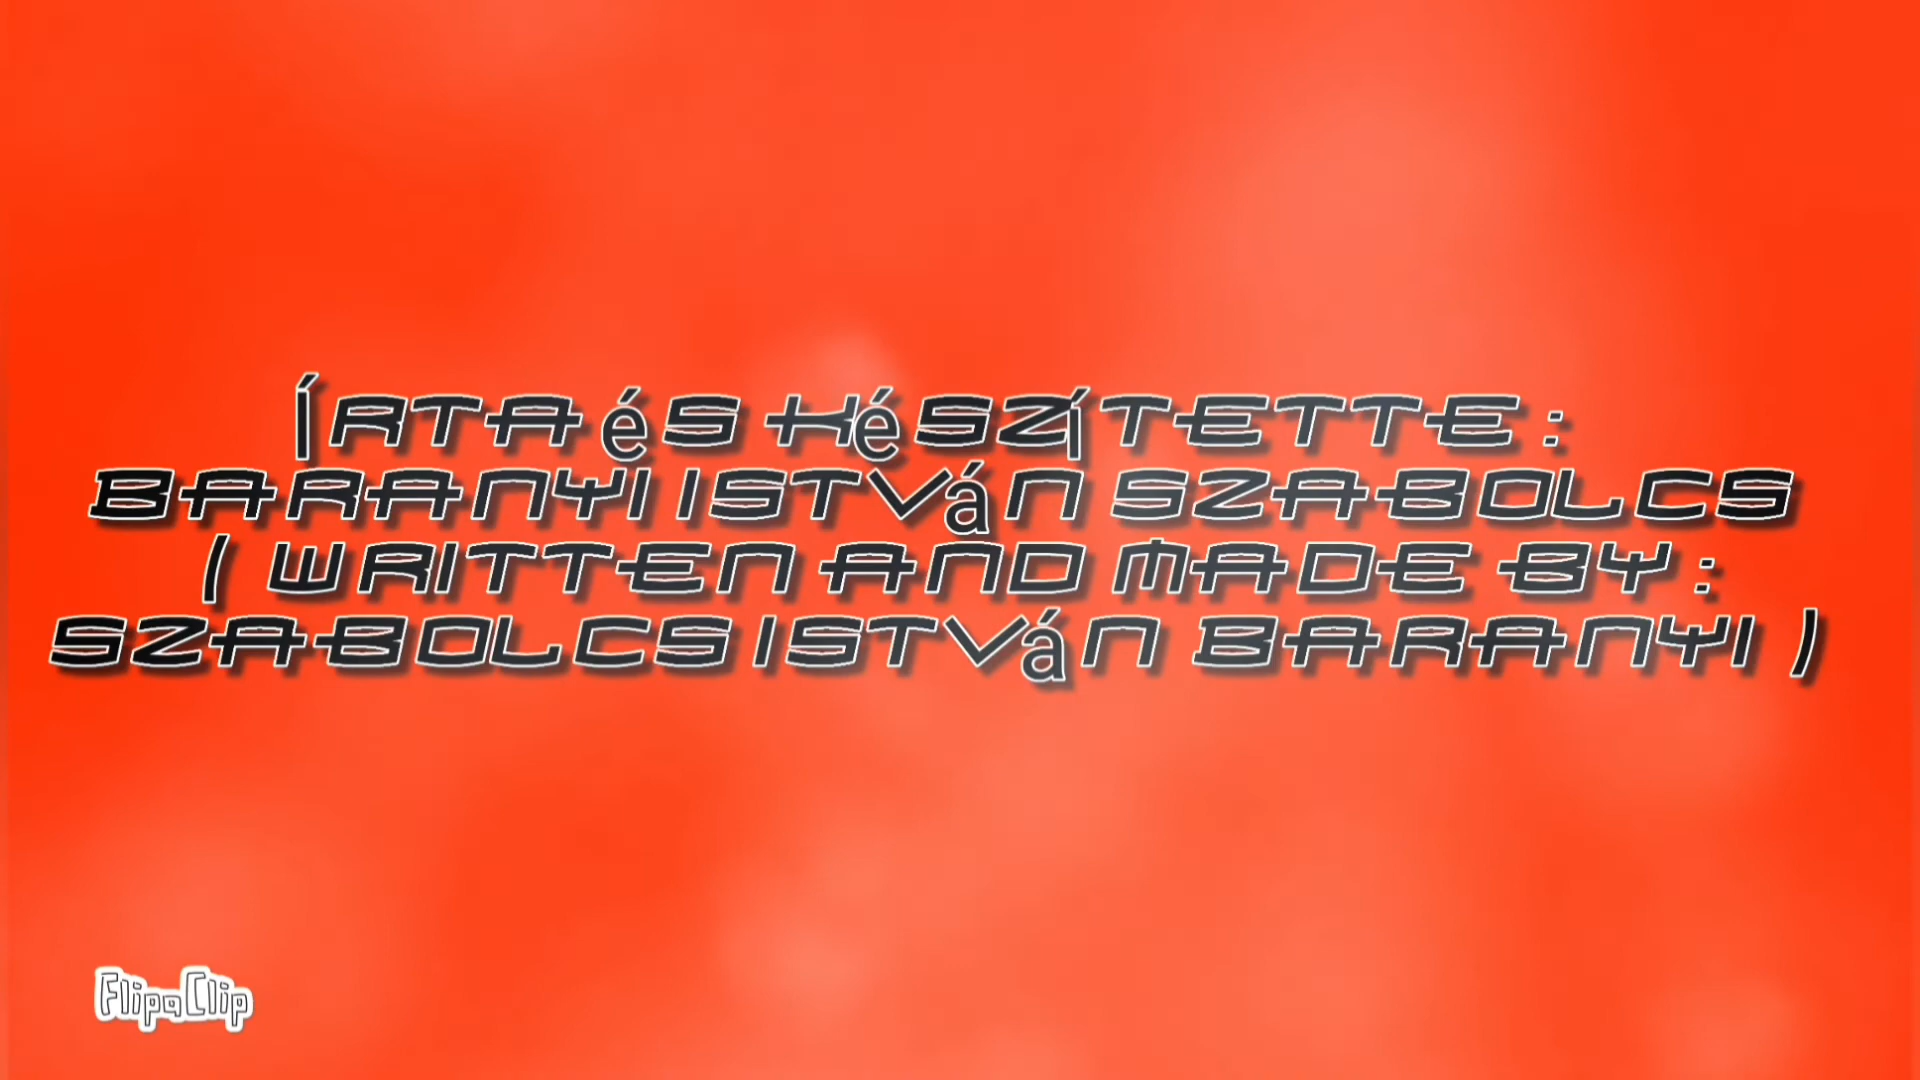 ÍRTA éS KéSZíTETTE:
BARANYI ISTVáN SZABOLCS
( WRITTEN AND MADE BY:
SZABOLCS ISTVáN BARANYI )
FlipaClip